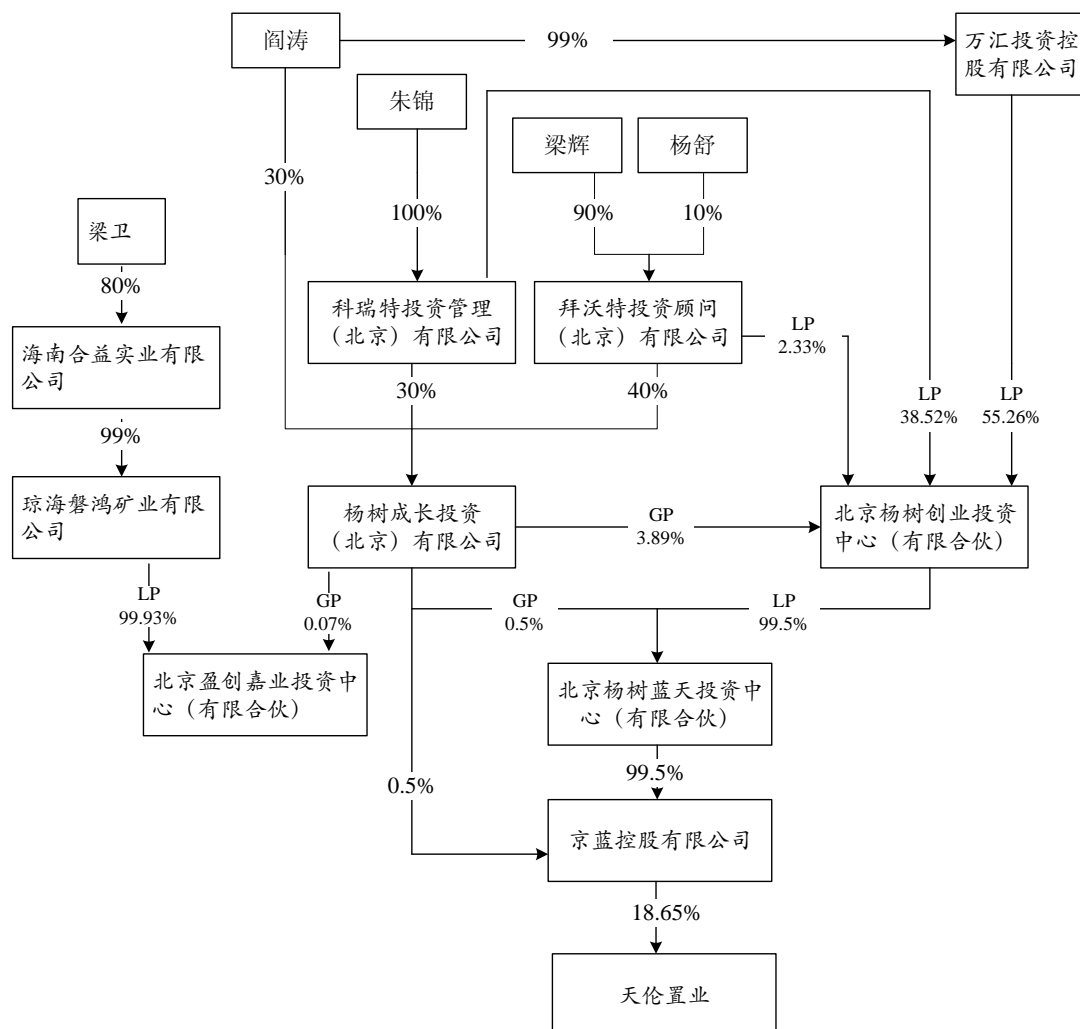 阎涛
99%
万汇投资控
股有限公司
朱锦
梁辉
杨舒
30%
100%
90%
10%
梁卫
80%
科瑞特投资管理
（北京）有限公司
拜沃特投资顾问
（北京）有限公司
LP
2.33%
海南合益实业有限
公司
30%
40%
LP
38.52%
LP
55.26%
99%
琼海磐鸿矿业有限
公司
杨树成长投资
（北京）有限公司
GP
3.89%
北京杨树创业投资
中心（有限合伙）
LP
99.93%
GP
0.07%
GP
0.5%
LP
99.5%
北京盈创嘉业投资中
心（有限合伙）
北京杨树蓝天投资中
心（有限合伙）
0.5%
99.5%
京蓝控股有限公司
18.65%
天伦置业